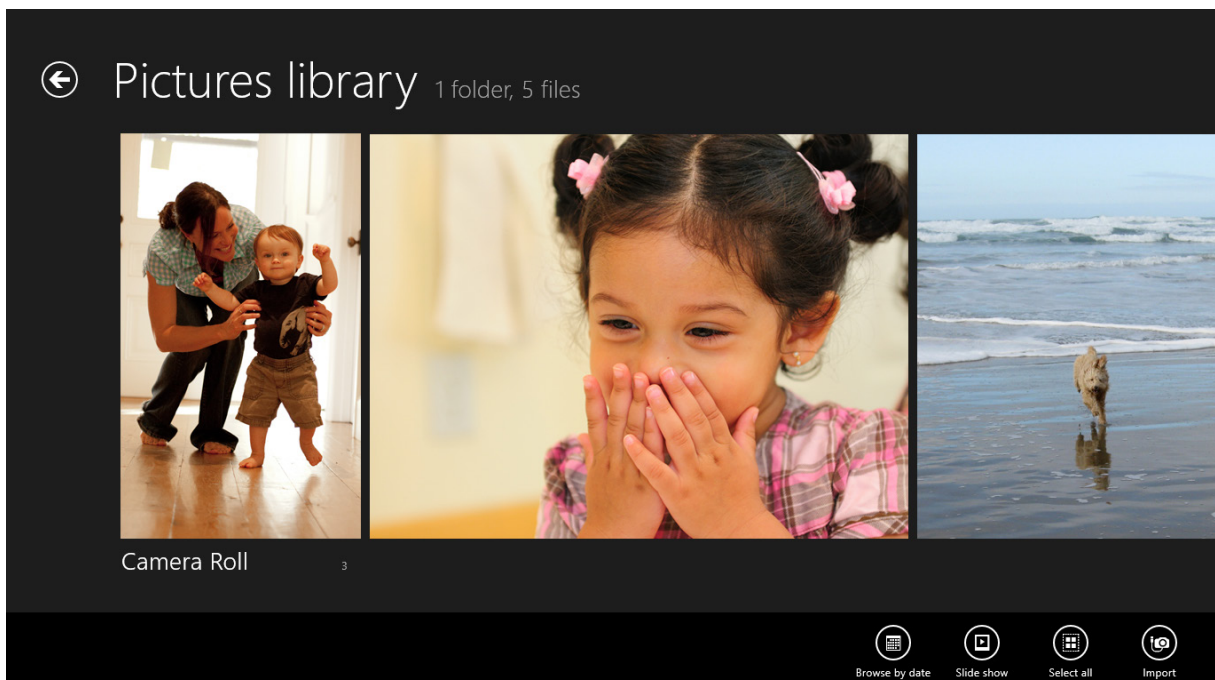 Pictures library 1 folder, 5 files
Camera Roll 3
Browse by date Slide show Select all Import